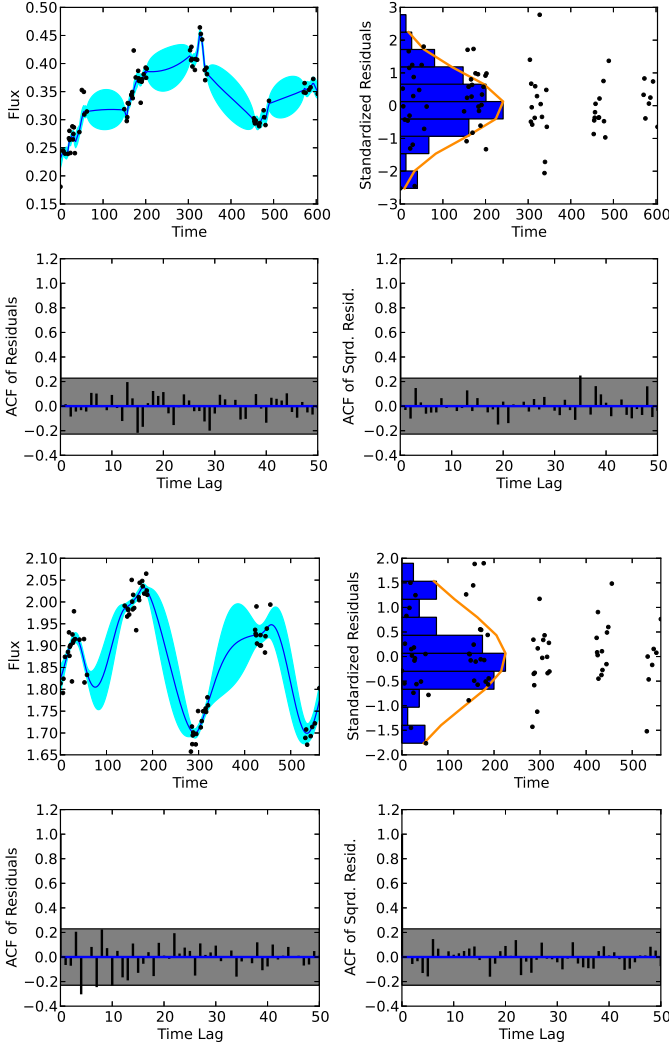 0.50
0.45
0.40
0.35
0.30
0.25
0.20
0.15
Flux
0 100 200 300 400 500 600
Time
3
2
1
0
−1
−2
−3
Standardized Residuals
0 100 200 300 400 500 600
Time
1.2
1.0
0.8
0.6
0.4
0.2
0.0
−0.2
−0.4
ACF of Residuals
0 10 20 30 40 50
Time Lag
1.2
1.0
0.8
0.6
0.4
0.2
0.0
−0.2
−0.4
ACF of Sqrd. Resid.
0 10 20 30 40 50
Time Lag
2.10
2.05
2.00
1.95
1.90
1.85
1.80
1.75
1.70
1.65
Flux
0 100 200 300 400 500
Time
2.0
1.5
1.0
0.5
0.0
−0.5
−1.0
−1.5
−2.0
Standardized Residuals
0 100 200 300 400 500
Time
1.2
1.0
0.8
0.6
0.4
0.2
0.0
−0.2
−0.4
ACF of Residuals
0 10 20 30 40 50
Time Lag
1.2
1.0
0.8
0.6
0.4
0.2
0.0
−0.2
−0.4
ACF of Sqrd. Resid.
0 10 20 30 40 50
Time Lag